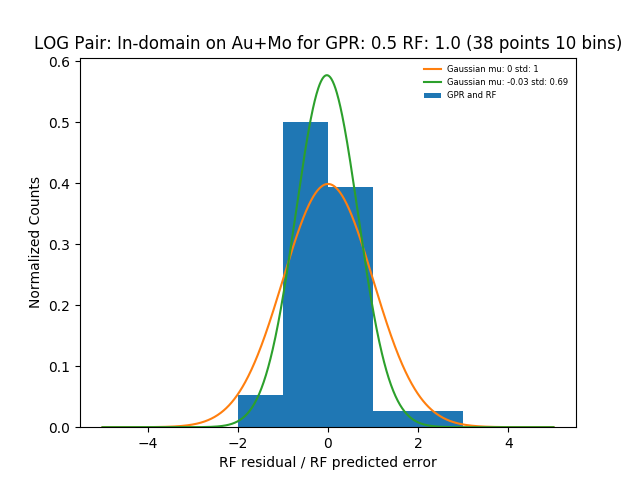 LOG Pair: In-domain on Au+Mo for GPR: 0.5 RF: 1.0 (38 points 10 bins)
Gaussian mu: 0 std: 1
Gaussian mu: -0.03 std: 0.69
GPR and RF
Normalized Counts
0.6
0.5
0.4
0.3
0.2
0.1
0.0
−4 −2 0 2 4
RF residual / RF predicted error